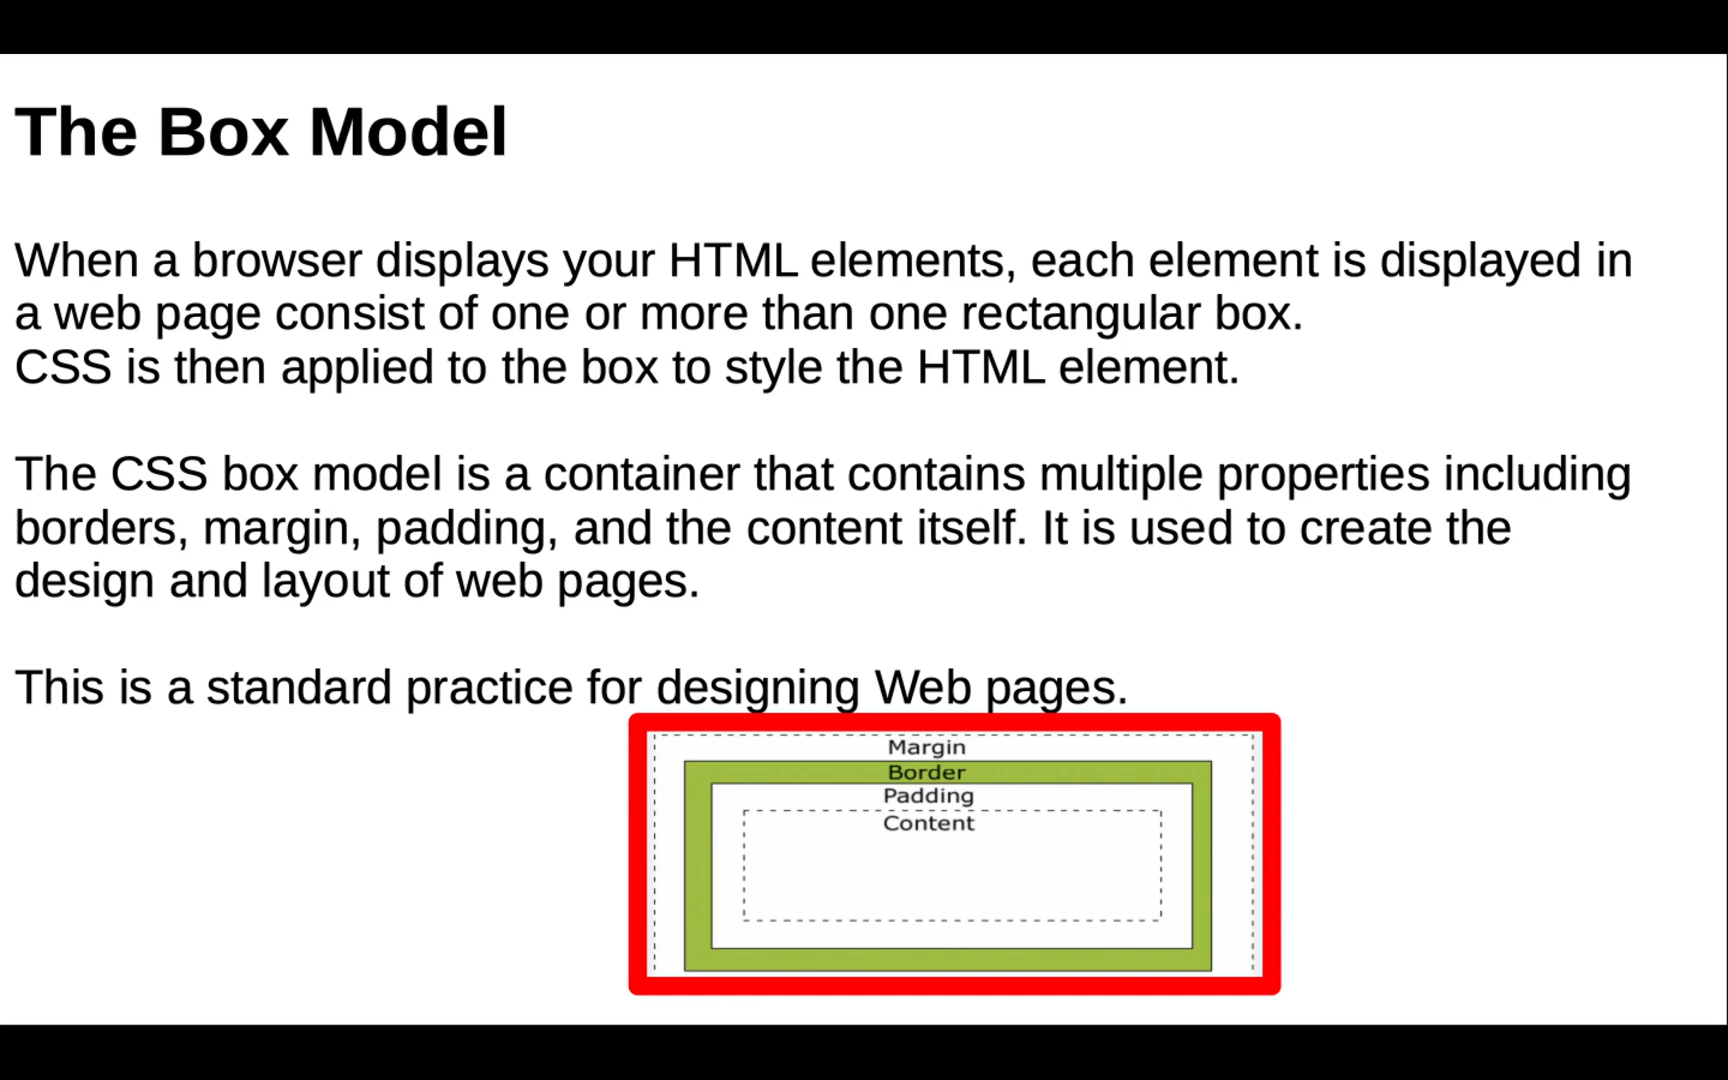 The Box Model
When a browser displays your HTML elements, each element is displayed in
a web page consist of one or more than one rectangular box.
CSS is then applied to the box to style the HTML element.
The CSS box model is a container that contains multiple properties including
borders, margin, padding, and the content itself. It is used to create the
design and layout of web pages.
This is a standard practice for designing Web pages.
Margin
Border
Padding
Content